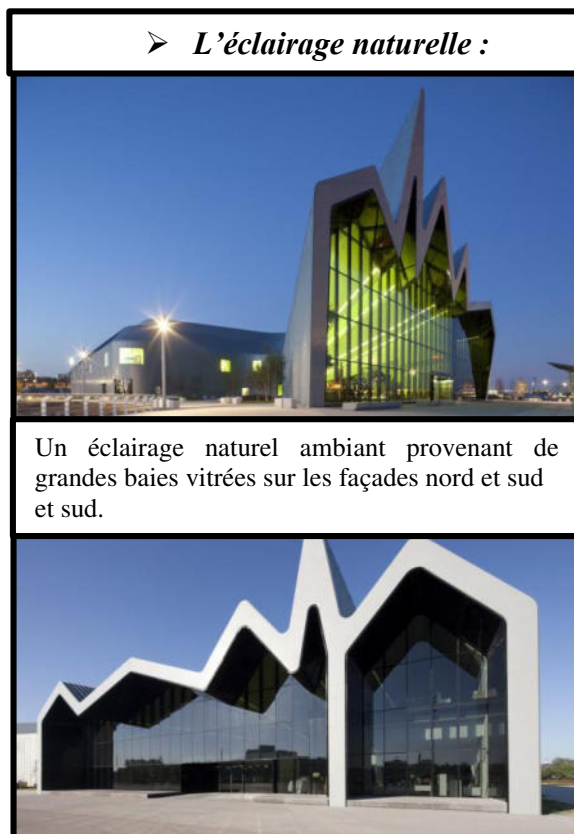 ➢ L'éclairage naturelle :
Un éclairage naturel ambiant provenant de
grandes baies vitrées sur les façades nord et sud
et sud.